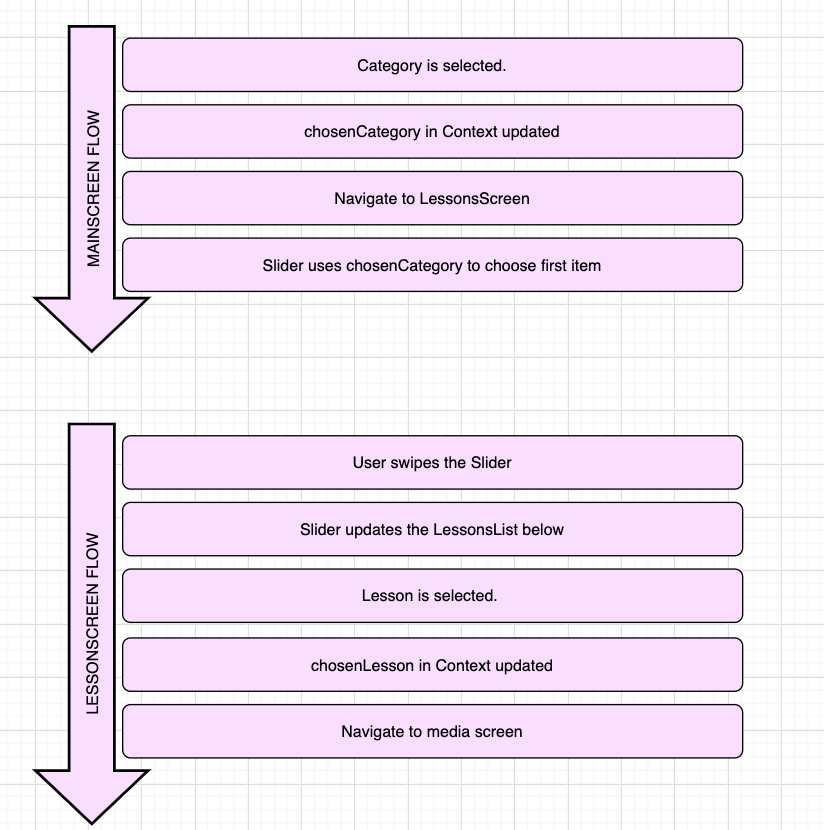 MAINSCREEN FLOW
Category is selected.
chosenCategory in Context updated
Navigate to LessonsScreen
Slider uses chosenCategory to choose first item
LESSONSCREEN FLOW
User swipes the Slider
Slider updates the LessonsList below
Lesson is selected.
chosenLesson in Context updated
Navigate to media screen